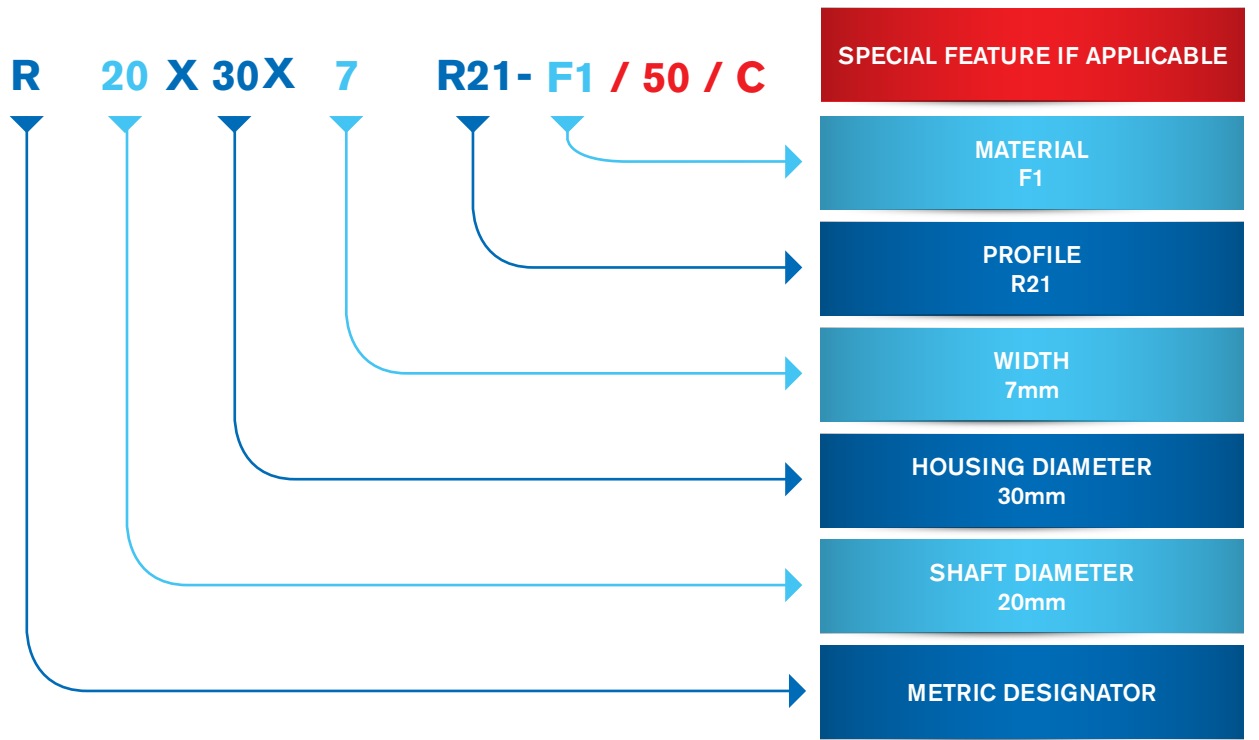 R 20 X 30 X 7 R21- F1 / 50 / C
SPECIAL FEATURE IF APPLICABLE
MATERIAL
F1
PROFILE
R21
WIDTH
7mm
HOUSING DIAMETER
30mm
SHAFT DIAMETER
20mm
METRIC DESIGNATOR